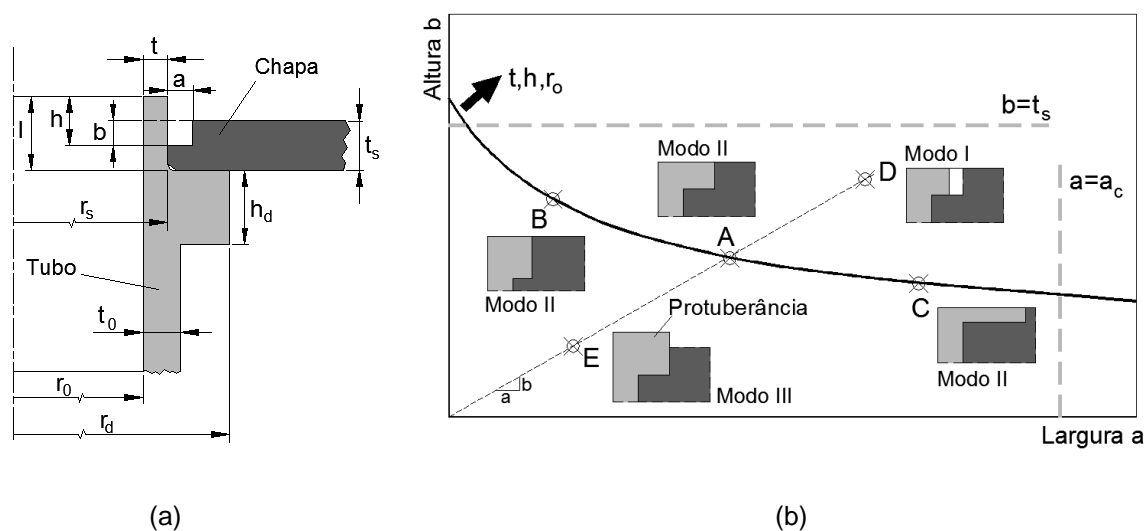 t
a
Chapa
l
h
b
t_s
r_s
h_d
Tubo
t_0
r_0
r_d
(a)
Altura b
t,h,r_o
b=t_s
Modo II
Modo I
D
a=a_c
B
A
Modo II
Protuberância
C
E
b
a
Modo III
Modo II
Largura a
(b)